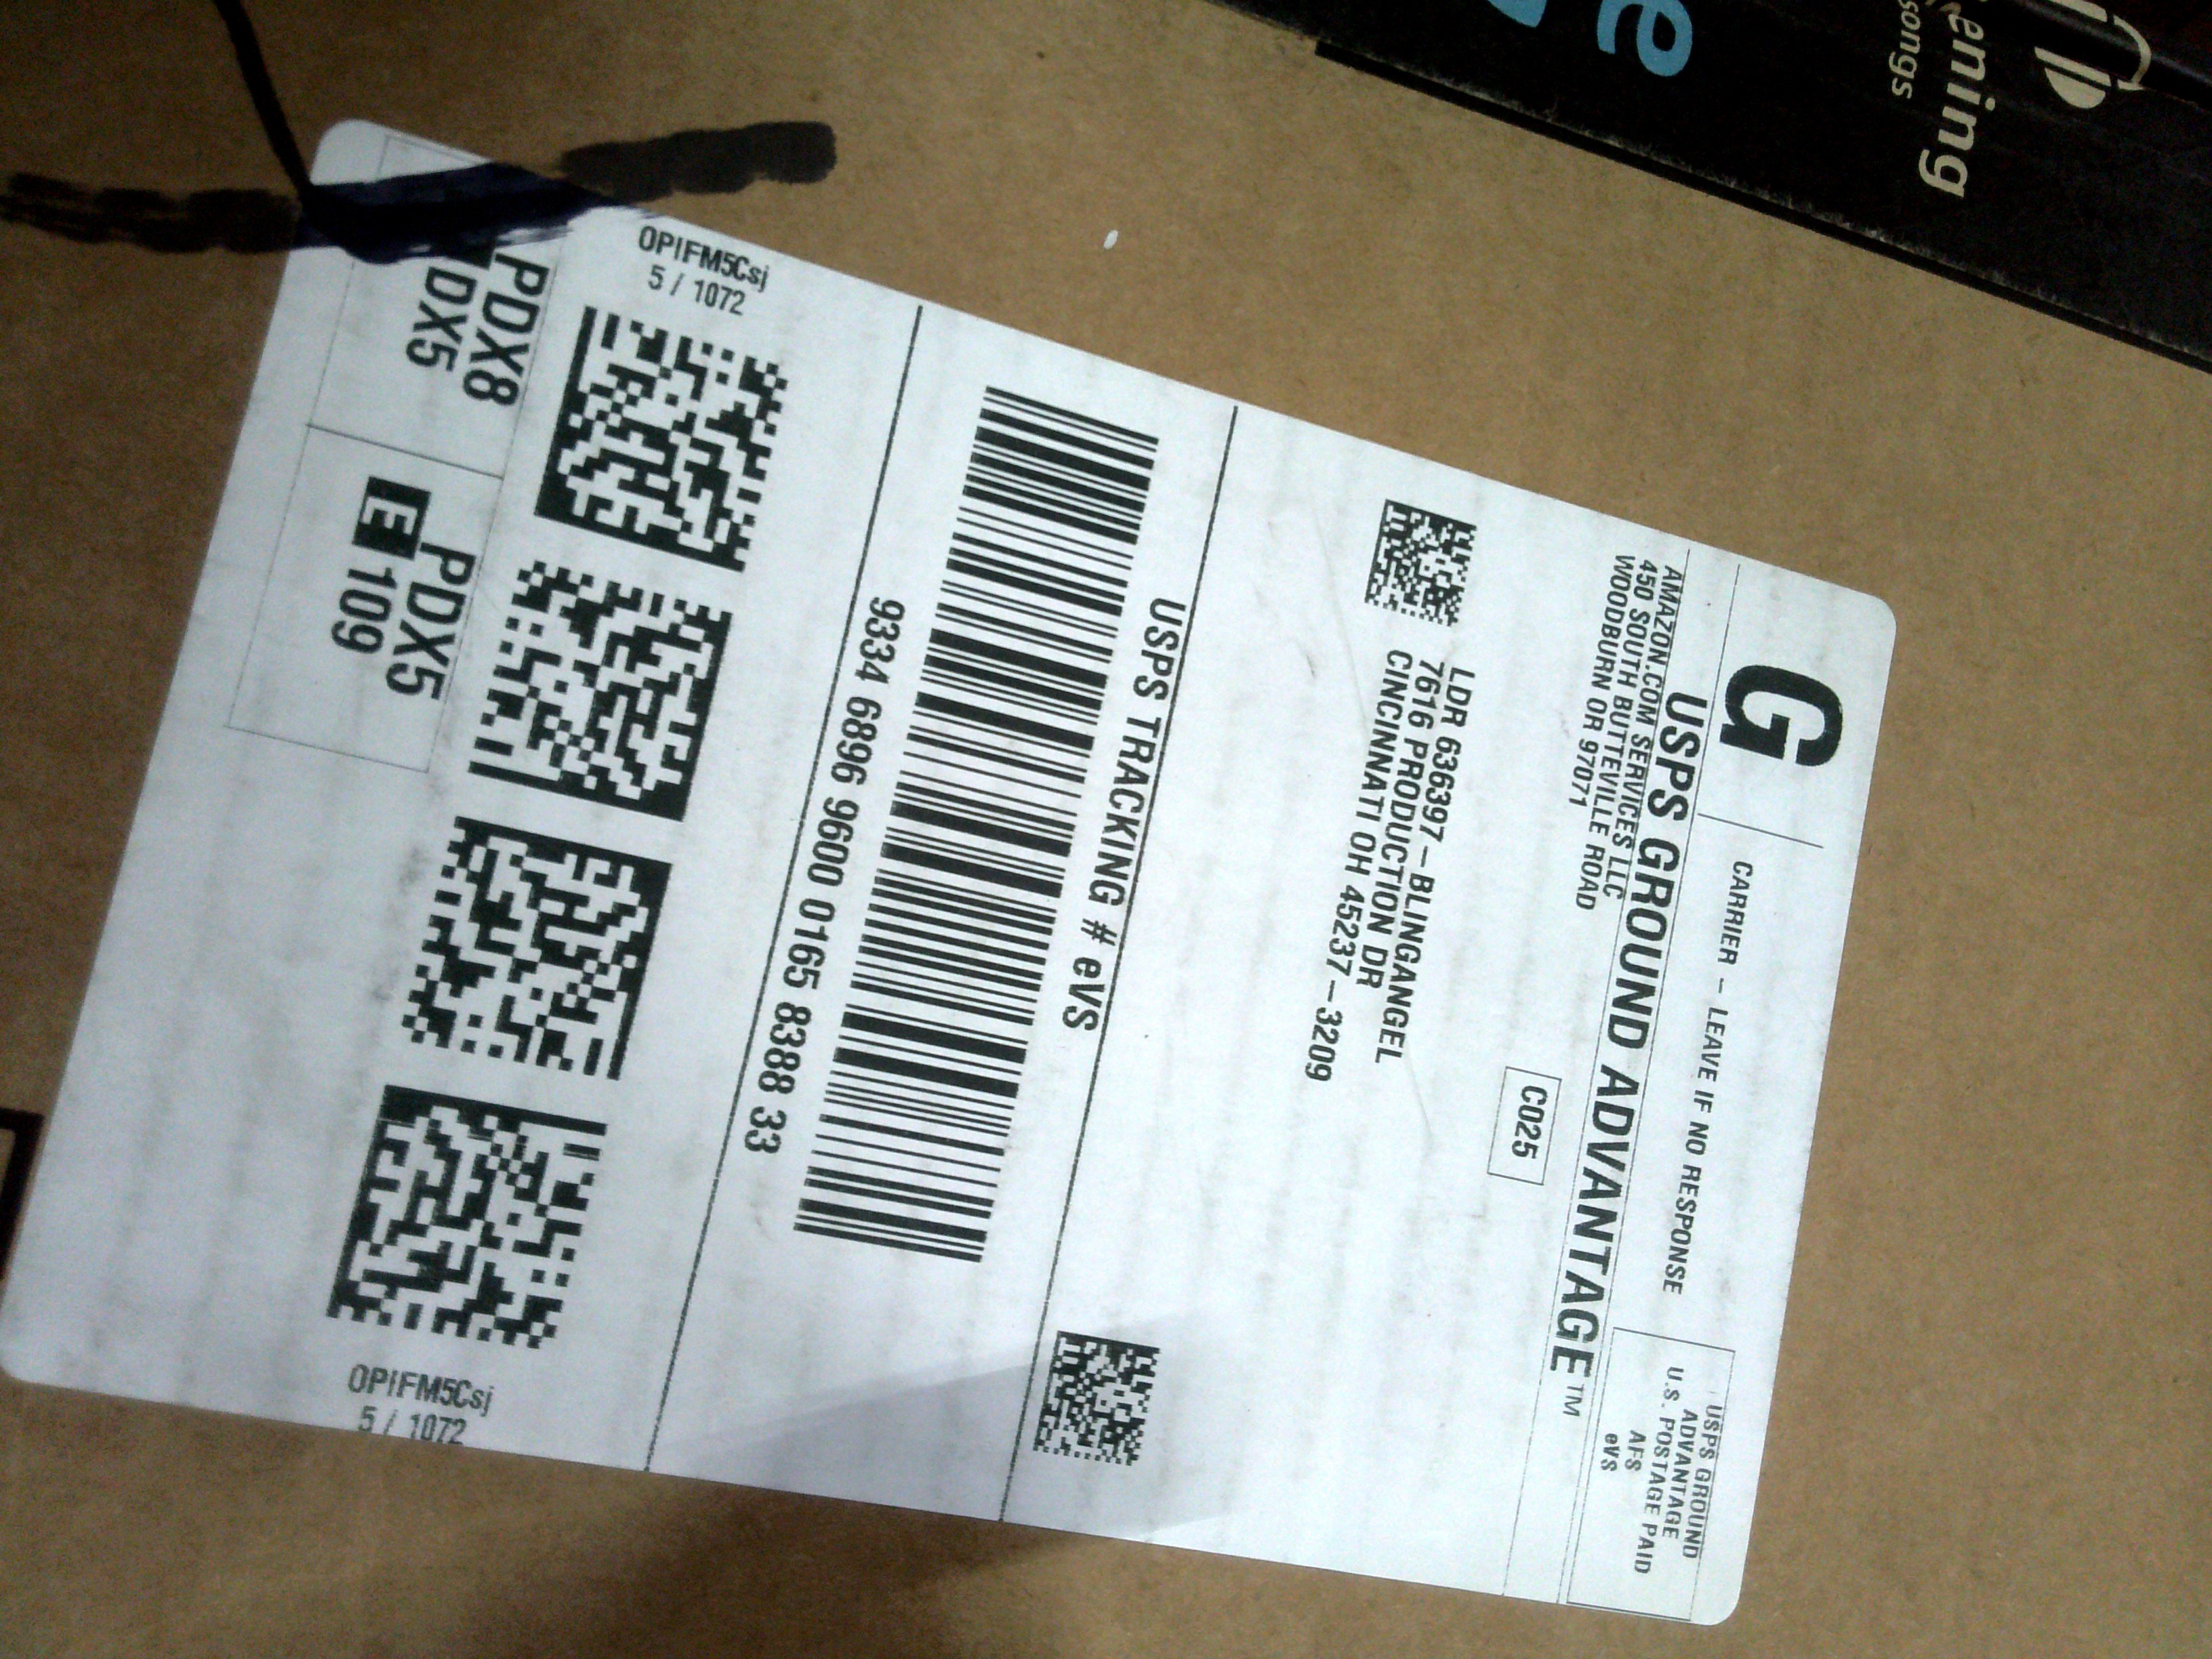 G
CARRIER – LEAVE IF NO RESPONSE
USPS GROUND
ADVANTAGE
U.S. POSTAGE PAID
AFS
eVS
USPS GROUND ADVANTAGE™
AMAZON.COM SERVICES LLC
450 SOUTH BUTTEVILLE ROAD
WOODBURN OR 97071
C025
LDR 636397–BLINGANGEL
7616 PRODUCTION DR
CINCINNATI OH 45237–3209
USPS TRACKING # eVS
9334 6896 9600 0165 8388 33
OPIFM5Csj
5 / 1072
OPIFM5Csj
5 / 1072
PDX8
DX5
PDX5
E 109
e
ening
songs